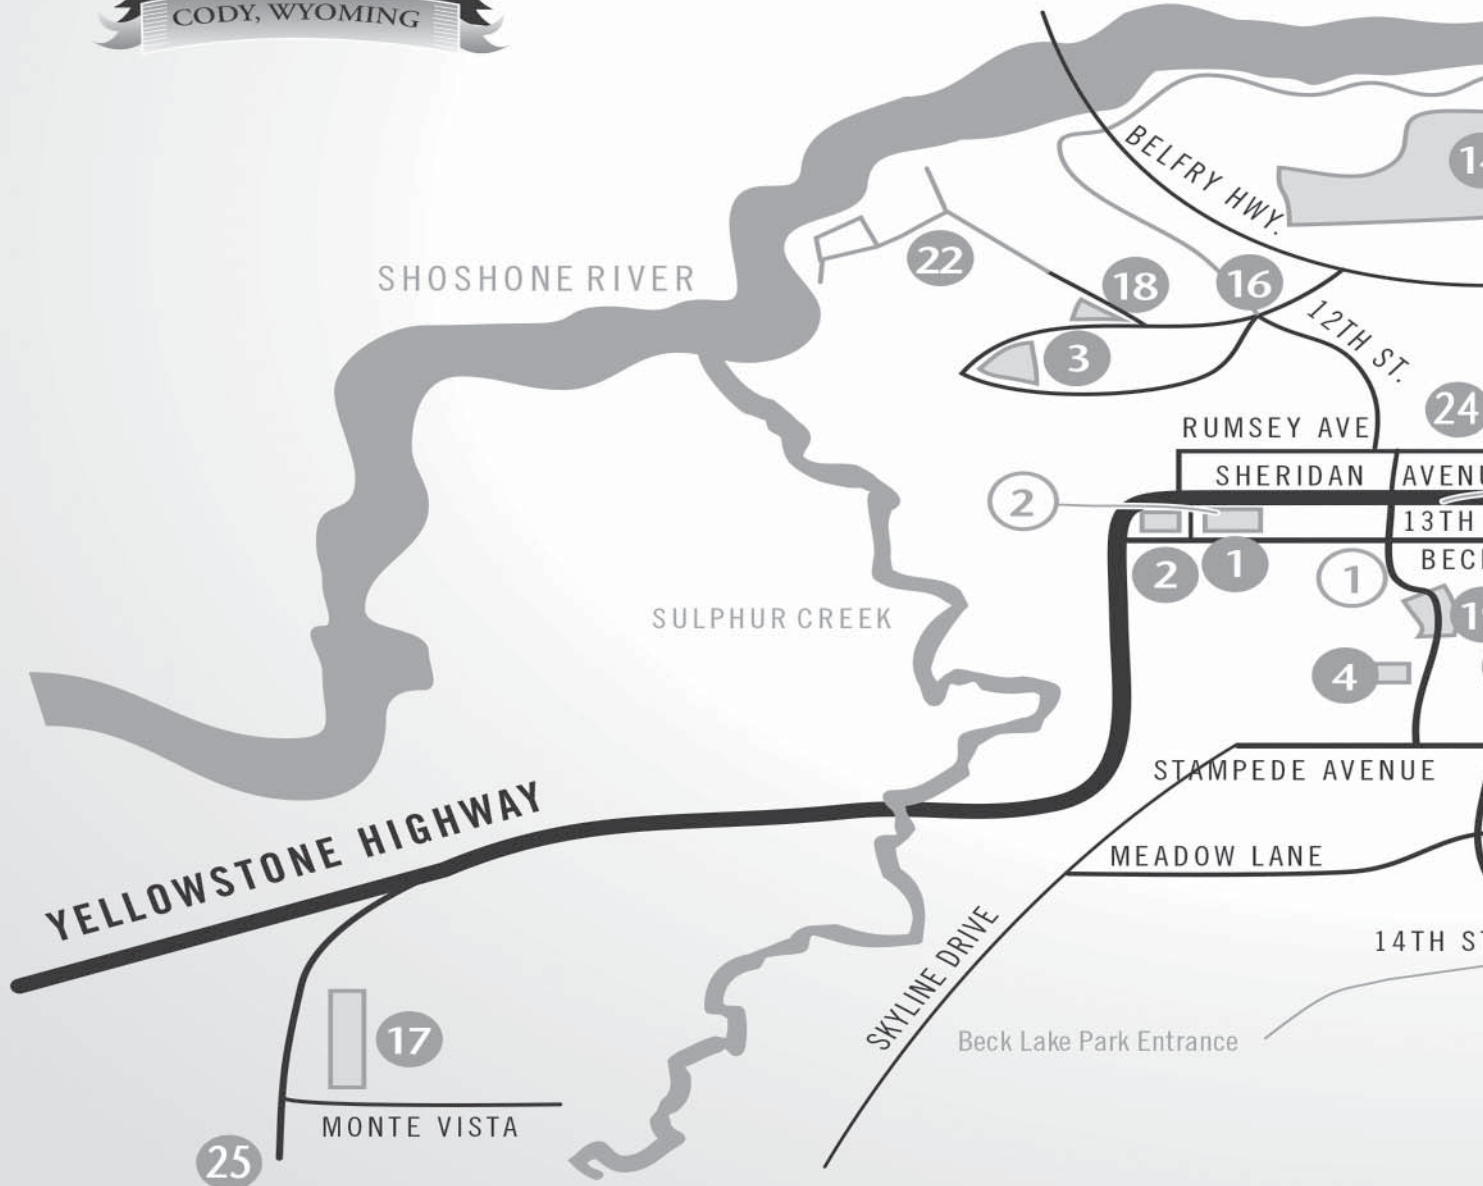 CODY, WYOMING
BELFRY HWY.
SHOSHONE RIVER
22
18
16
12TH ST.
3
24
RUMSEY AVE
SHERIDAN
2
13TH
2
1
1
SULPHUR CREEK
4
STAMPEDE AVENUE
YELLOWSTONE HIGHWAY
MEADOW LANE
SKYLINE DRIVE
14TH
Beck Lake Park Entrance
17
MONTE VISTA
25